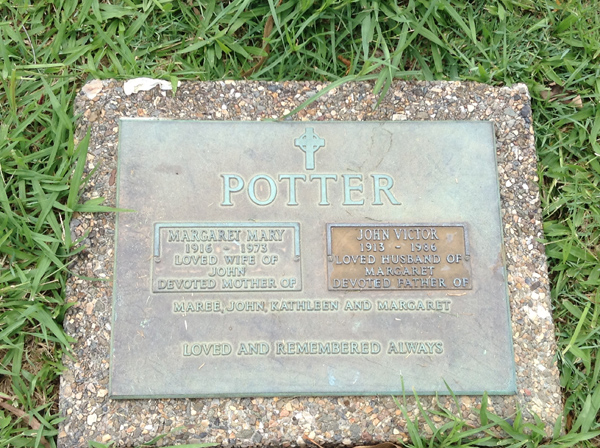 POTTER
MARGARET MARY
1916 ~ 1973
LOVED WIFE OF
JOHN
DEVOTED MOTHER OF
JOHN VICTOR
1913 ~ 1986
LOVED HUSBAND OF
MARGARET
DEVOTED FATHER OF
MAREE, JOHN, KATHLEEN AND MARGARET
LOVED AND REMEMBERED ALWAYS